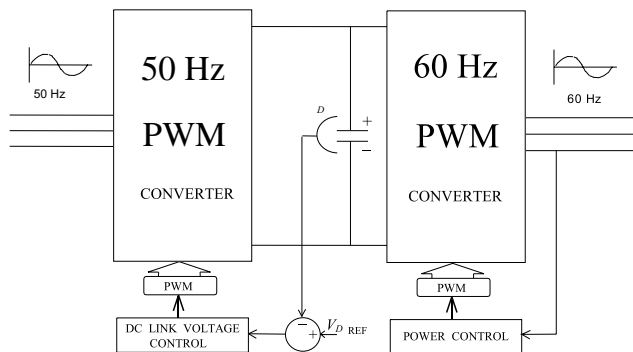 50 Hz
PWM
CONVERTER
60 Hz
PWM
CONVERTER
50 Hz
60 Hz
D
+
−
PWM
PWM
DC LINK VOLTAGE
CONTROL
−
+
V D REF
POWER CONTROL